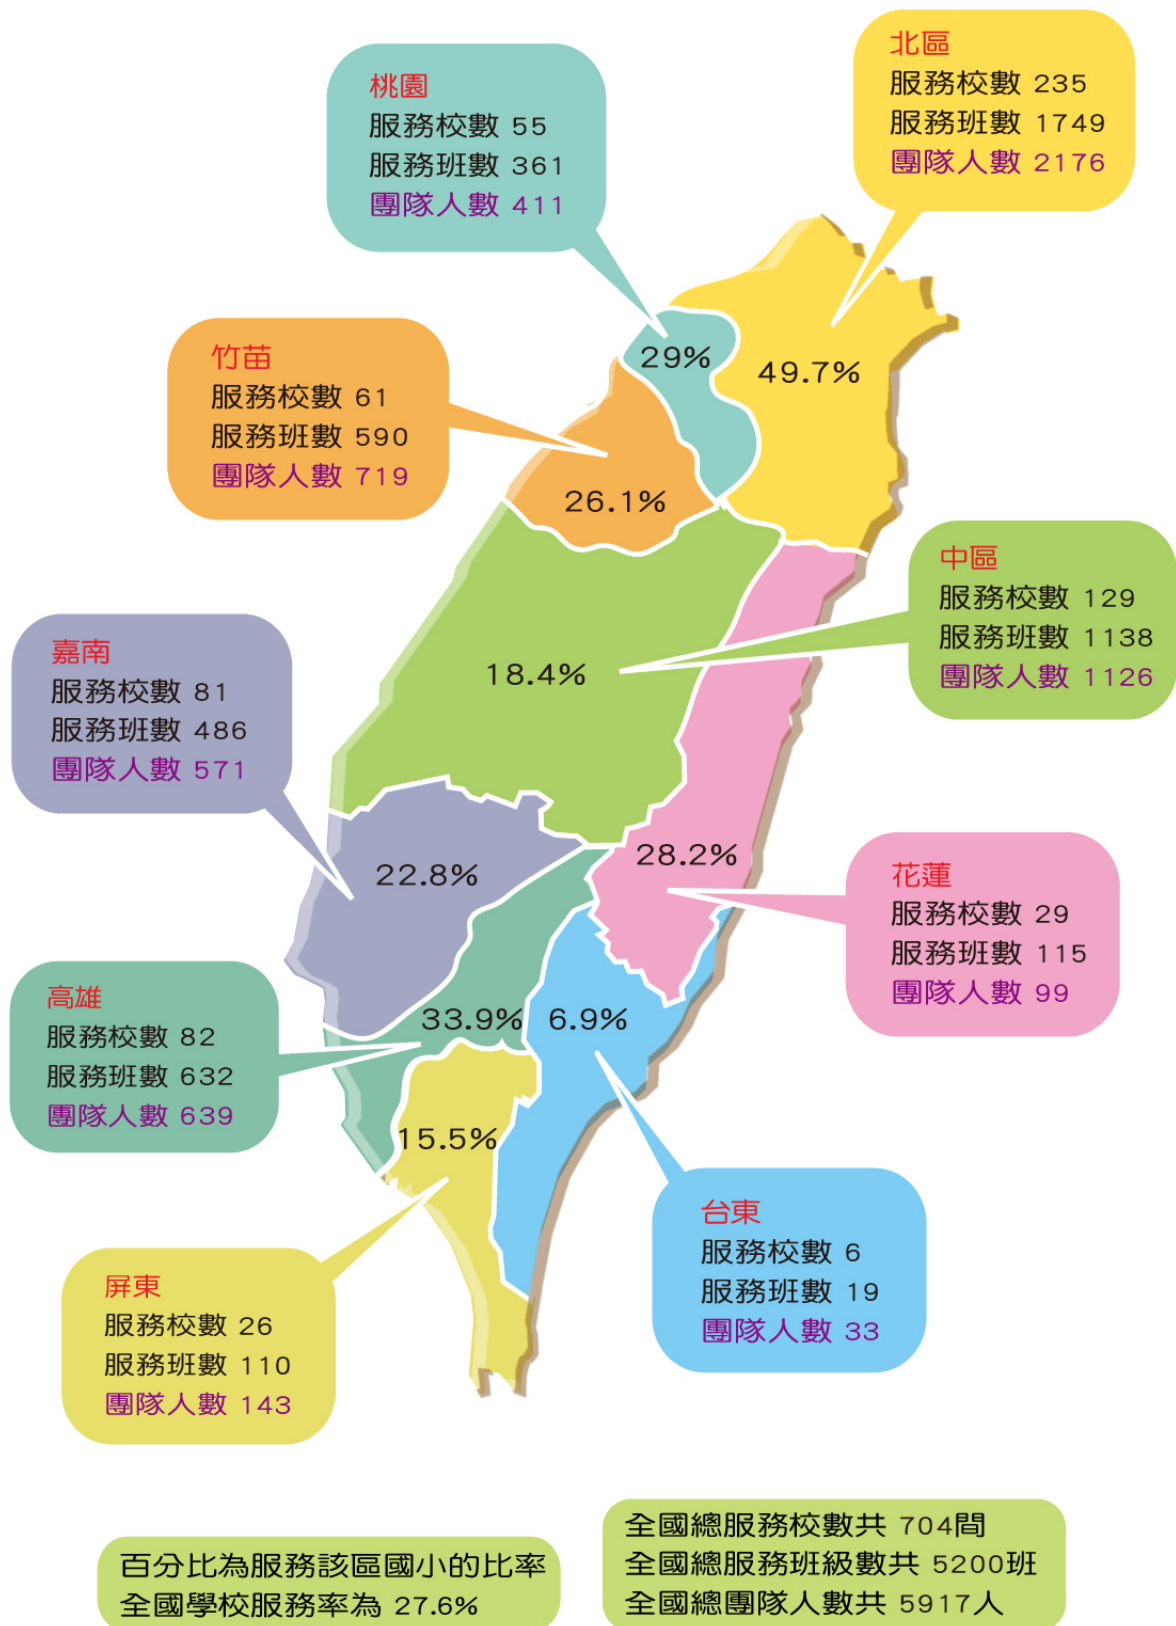 北區
服務校數 235
服務班數 1749
團隊人數 2176
桃園
服務校數 55
服務班數 361
團隊人數 411
29%
49.7%
竹苗
服務校數 61
服務班數 590
團隊人數 719
26.1%
中區
服務校數 129
服務班數 1138
團隊人數 1126
18.4%
嘉南
服務校數 81
服務班數 486
團隊人數 571
22.8%
28.2%
花蓮
服務校數 29
服務班數 115
團隊人數 99
高雄
服務校數 82
服務班數 632
團隊人數 639
33.9%
6.9%
15.5%
台東
服務校數 6
服務班數 19
團隊人數 33
屏東
服務校數 26
服務班數 110
團隊人數 143
百分比為服務該區國小的比率
全國學校服務率為 27.6%
全國總服務校數共 704間
全國總服務班級數共 5200班
全國總團隊人數共 5917人